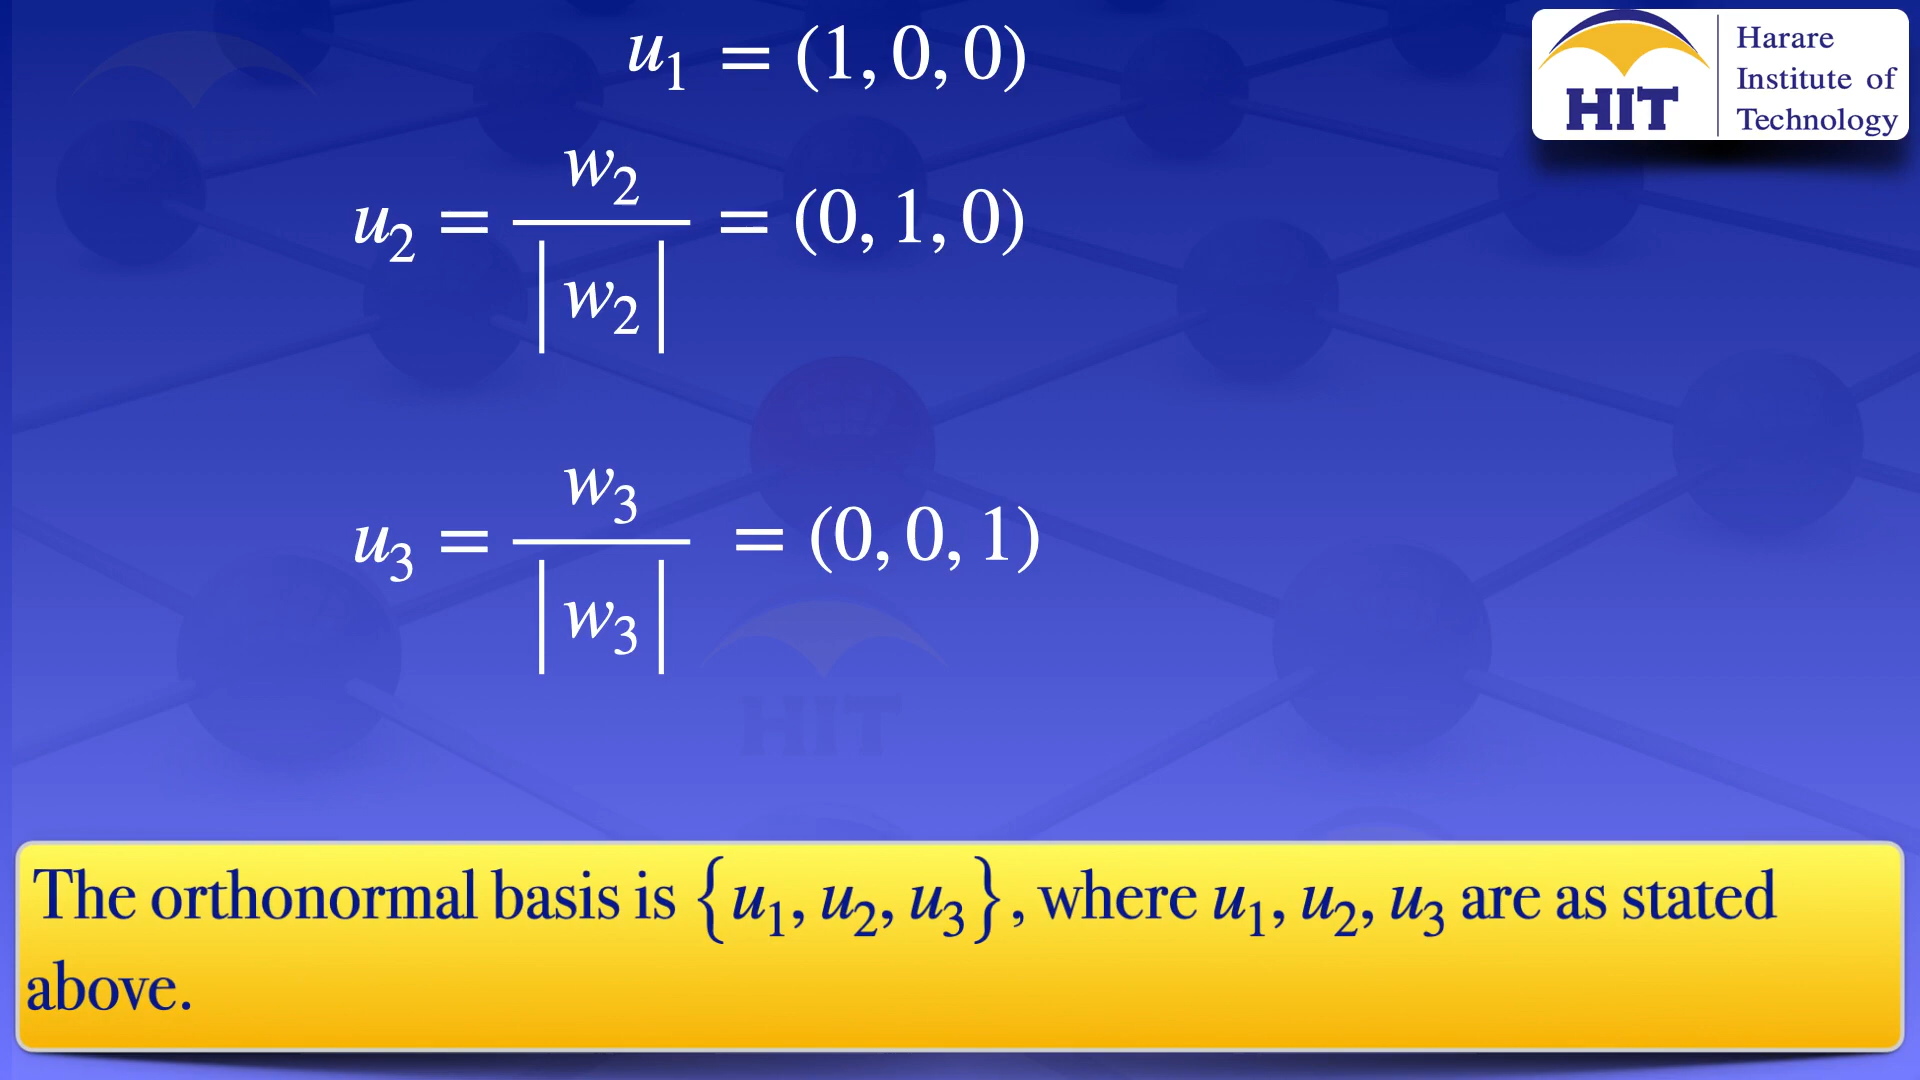 u₁ = (1, 0, 0)
Harare
Institute of
Technology
HIT
u₂ = w₂ / |w₂| = (0, 1, 0)
u₃ = w₃ / |w₃| = (0, 0, 1)
HIT
The orthonormal basis is {u₁, u₂, u₃}, where u₁, u₂, u₃ are as stated
above.